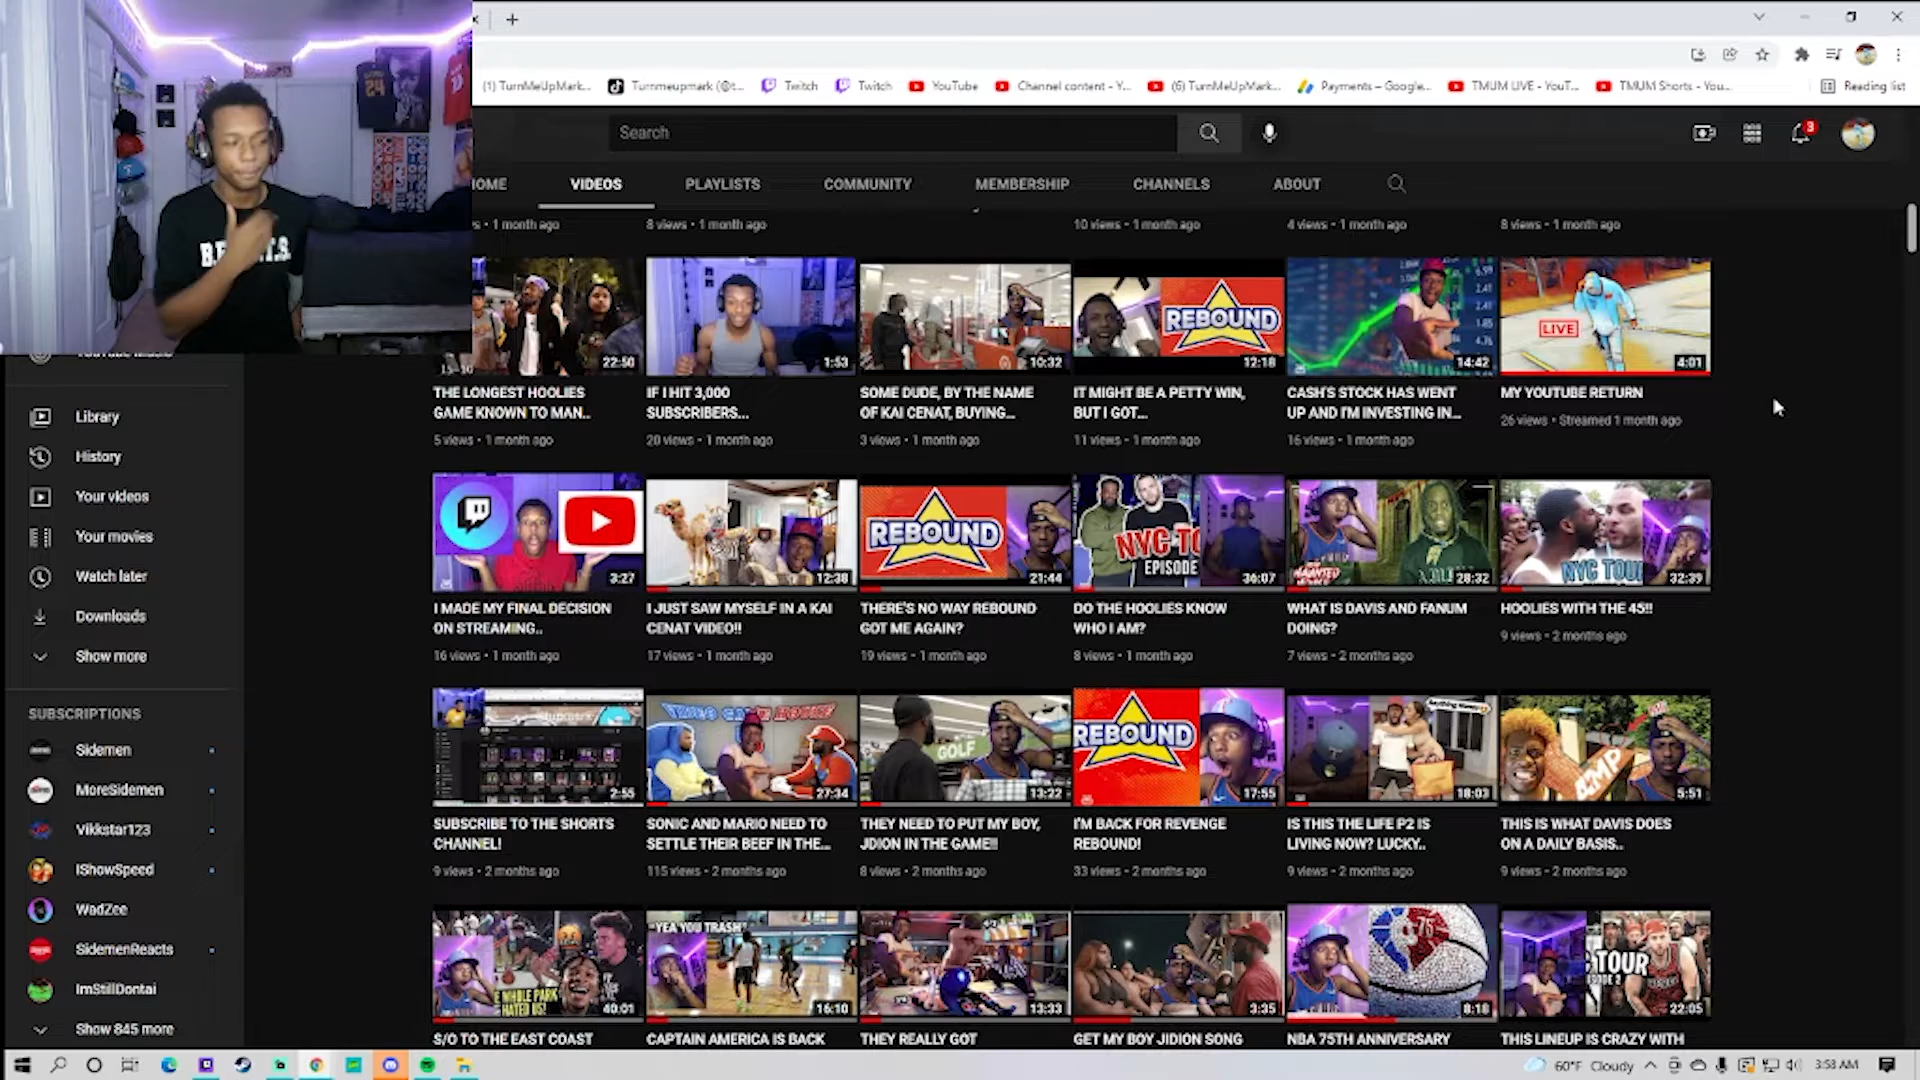 (1) TurnMeUpMark...
Turnmeupmark (@t...
Twitch
Twitch
YouTube
Channel content - Y...
(6) TurnMeUpMark...
Payments – Google...
TMUM LIVE - YouT...
TMUM Shorts - You...
Reading list
Search
3
OME
VIDEOS
PLAYLISTS
COMMUNITY
MEMBERSHIP
CHANNELS
ABOUT
s • 1 month ago
8 views • 1 month ago
10 views • 1 month ago
4 views • 1 month ago
8 views • 1 month ago
24
22:50
1:53
10:32
REBOUND
12:18
14:42
LIVE
4:01
THE LONGEST HOOLIES
GAME KNOWN TO MAN..
5 views • 1 month ago
IF I HIT 3,000
SUBSCRIBERS...
20 views • 1 month ago
SOME DUDE, BY THE NAME
OF KAI CENAT, BUYING...
3 views • 1 month ago
IT MIGHT BE A PETTY WIN,
BUT I GOT...
11 views • 1 month ago
CASH'S STOCK HAS WENT
UP AND I'M INVESTING IN...
16 views • 1 month ago
MY YOUTUBE RETURN
26 views • Streamed 1 month ago
3:27
12:38
REBOUND
21:44
NYC TO
EPISODE
36:07
28:32
NYC TOU
32:39
I MADE MY FINAL DECISION
ON STREAMING..
16 views • 1 month ago
I JUST SAW MYSELF IN A KAI
CENAT VIDEO!!
17 views • 1 month ago
THERE'S NO WAY REBOUND
GOT ME AGAIN?
19 views • 1 month ago
DO THE HOOLIES KNOW
WHO I AM?
8 views • 1 month ago
WHAT IS DAVIS AND FANUM
DOING?
7 views • 2 months ago
HOOLIES WITH THE 45!!
9 views • 2 months ago
2:55
27:34
GOLF
13:22
REBOUND
17:55
18:03
AMP
5:51
SUBSCRIBE TO THE SHORTS
CHANNEL!
9 views • 2 months ago
SONIC AND MARIO NEED TO
SETTLE THEIR BEEF IN THE...
115 views • 2 months ago
THEY NEED TO PUT MY BOY,
JDION IN THE GAME!!
8 views • 2 months ago
I'M BACK FOR REVENGE
REBOUND!
33 views • 2 months ago
IS THIS THE LIFE P2 IS
LIVING NOW? LUCKY..
9 views • 2 months ago
THIS IS WHAT DAVIS DOES
ON A DAILY BASIS..
9 views • 2 months ago
E WHOLE PARK
HATED US!
40:01
"YEA YOU TRASH"
16:10
13:33
3:35
75
8:18
TOUR
22:05
S/O TO THE EAST COAST
CAPTAIN AMERICA IS BACK
THEY REALLY GOT
GET MY BOY JIDION SONG
NBA 75TH ANNIVERSARY
THIS LINEUP IS CRAZY WITH
Library
History
Your videos
Your movies
Watch later
Downloads
Show more
SUBSCRIPTIONS
Sidemen
MoreSidemen
Vikkstar123
IShowSpeed
WadZee
SidemenReacts
ImStillDontai
Show 845 more
60°F Cloudy
3:58 AM